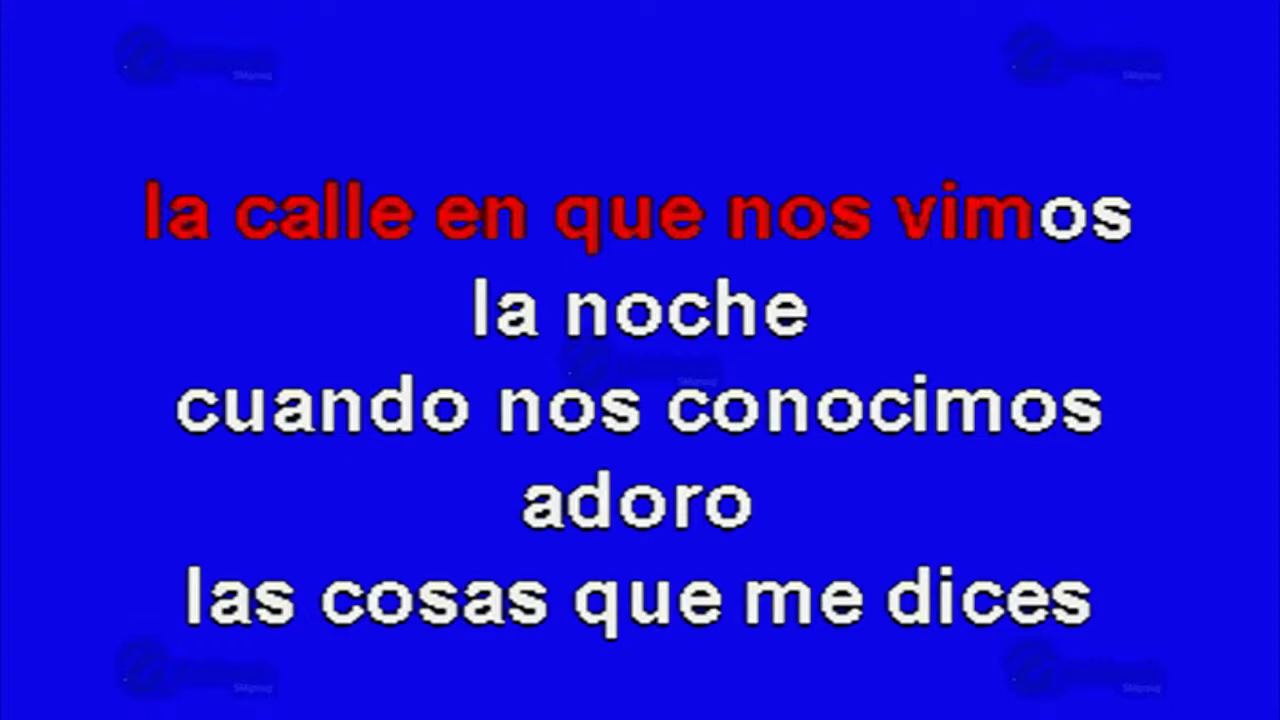 la calle en que nos vimos
la noche
cuando nos conocimos
adoro
las cosas que me dices